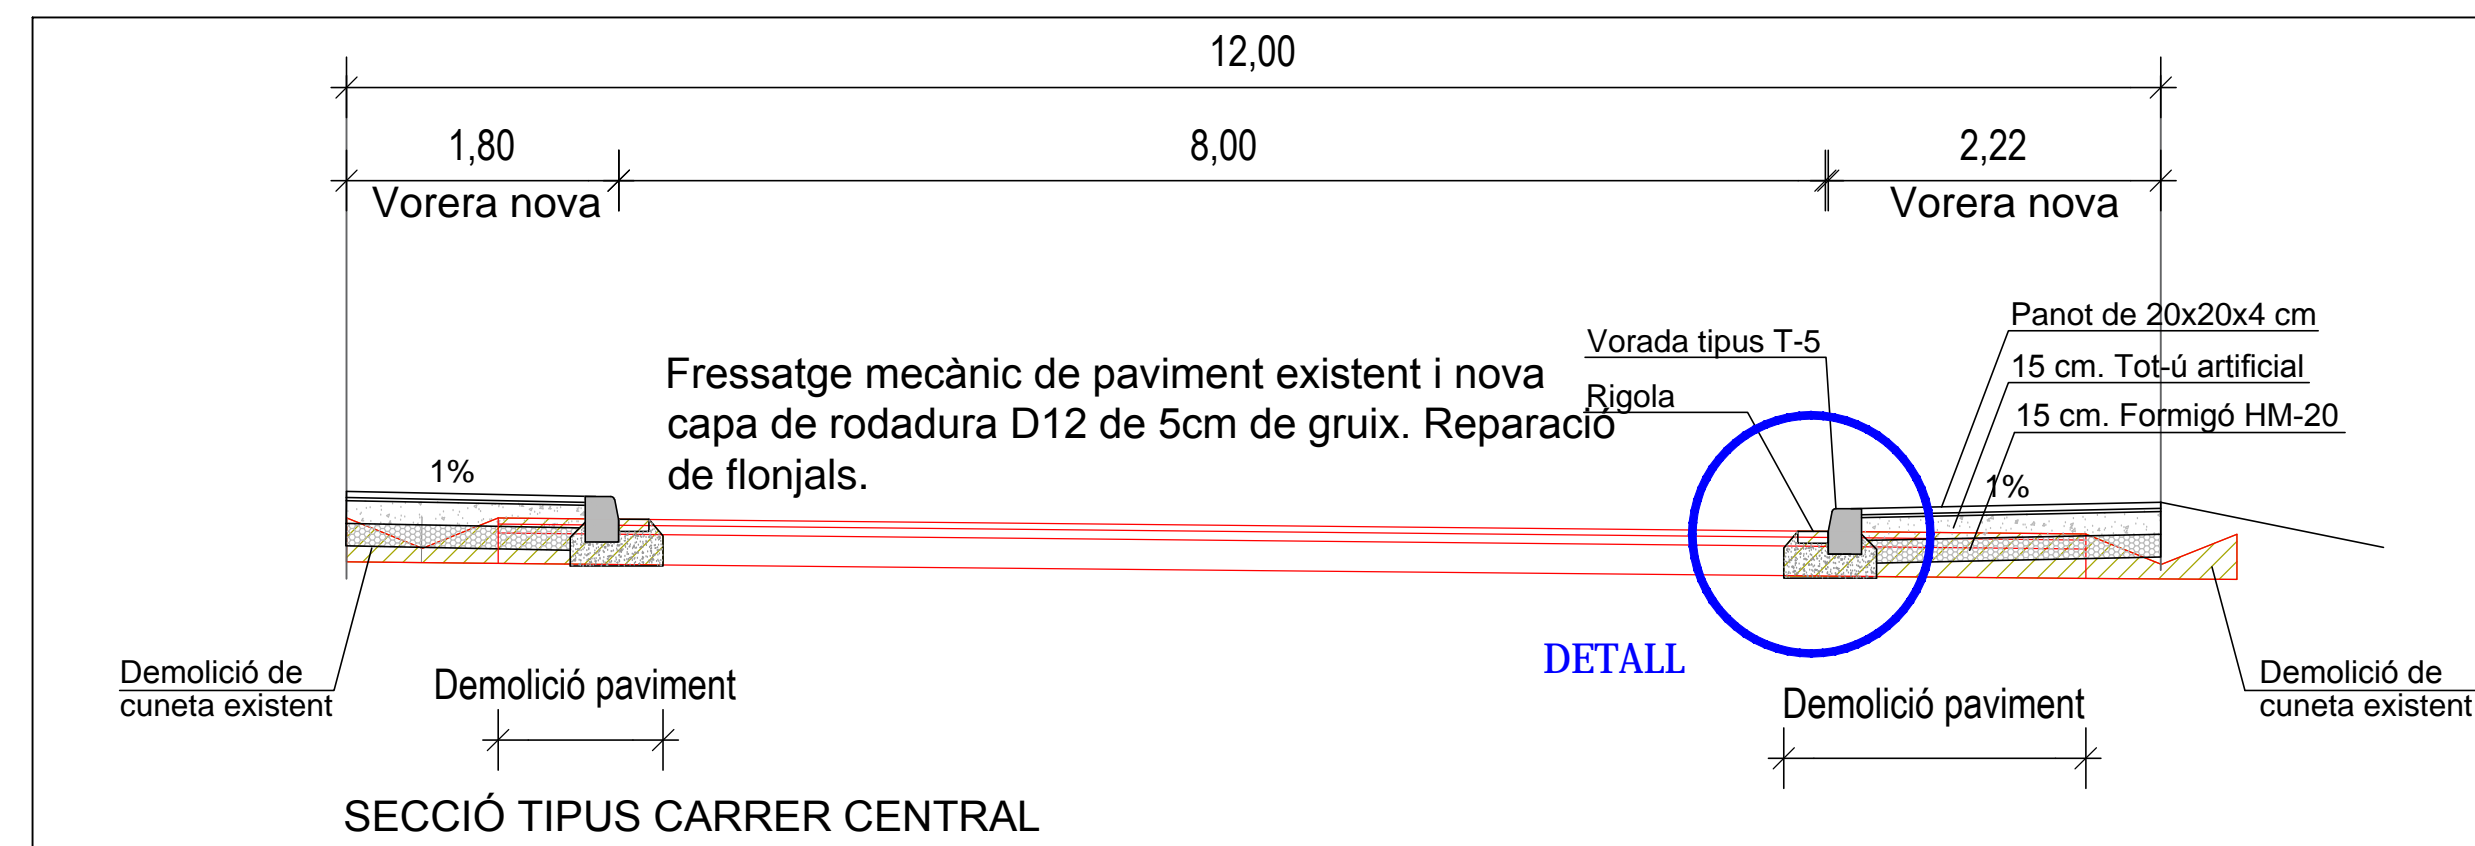 12,00
1,80
8,00
2,22
Vorera nova
Vorera nova
Panot de 20x20x4 cm
Vorada tipus T-5
15 cm. Tot-ú artificial
Rigola
15 cm. Formigó HM-20
Fressatge mecànic de paviment existent i nova
capa de rodadura D12 de 5cm de gruix. Reparació
de flonjals.
1%
1%
DETALL
Demolició de
cuneta existent
Demolició paviment
Demolició paviment
Demolició de
cuneta existent
SECCIÓ TIPUS CARRER CENTRAL